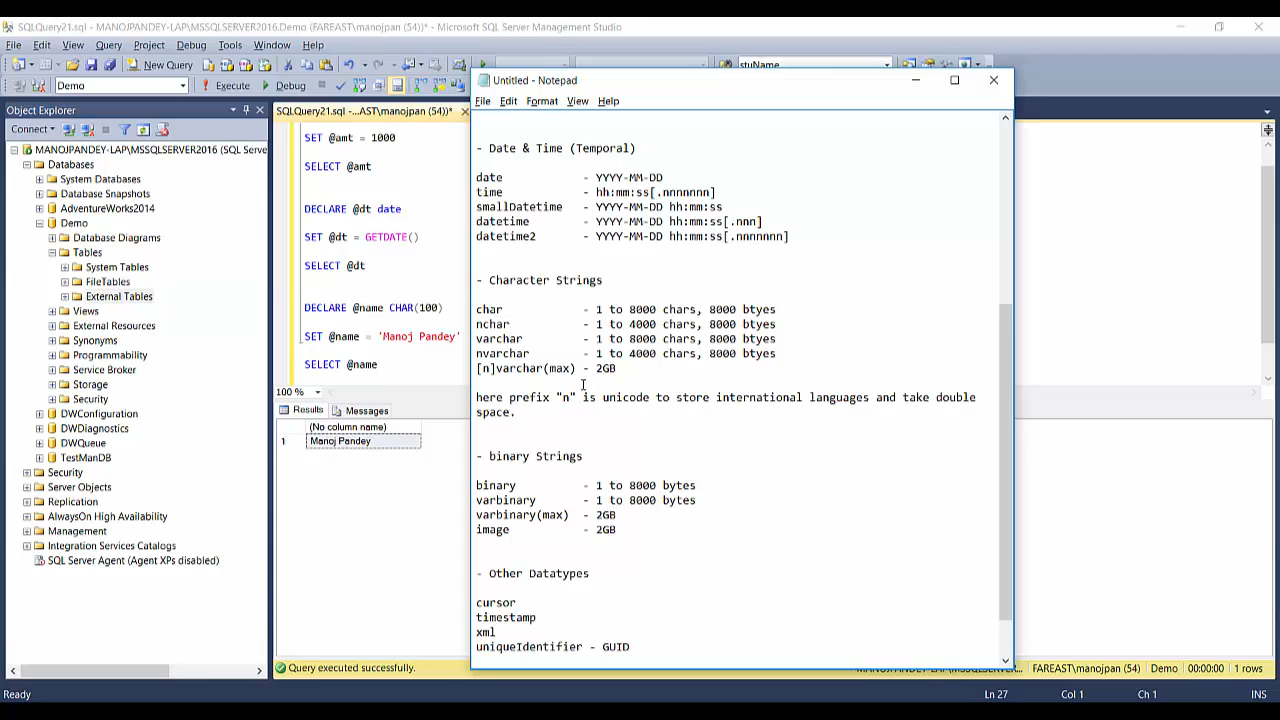 SQLQuery21.sql - MANOJPANDEY-LAP\MSSQLSERVER2016.Demo (FAREAST\manojpan (54))* - Microsoft SQL Server Management Studio
File Edit View Query Project Debug Tools Window Help
New Query
stuName
Demo
Execute
Debug
Object Explorer
Connect
MANOJPANDEY-LAP\MSSQLSERVER2016 (SQL Serve
Databases
System Databases
Database Snapshots
AdventureWorks2014
Demo
Database Diagrams
Tables
System Tables
FileTables
External Tables
Views
External Resources
Synonyms
Programmability
Service Broker
Storage
Security
DWConfiguration
DWDiagnostics
DWQueue
TestManDB
Security
Server Objects
Replication
AlwaysOn High Availability
Management
Integration Services Catalogs
SQL Server Agent (Agent XPs disabled)
SQLQuery21.sql -...AST\manojpan (54))*
SET @amt = 1000
SELECT @amt
DECLARE @dt date
SET @dt = GETDATE()
SELECT @dt
DECLARE @name CHAR(100)
SET @name = 'Manoj Pandey'
SELECT @name
100 %
Results Messages
(No column name)
1 Manoj Pandey
Untitled - Notepad
File Edit Format View Help
- Date & Time (Temporal)
date - YYYY-MM-DD
time - hh:mm:ss[.nnnnnnn]
smallDatetime - YYYY-MM-DD hh:mm:ss
datetime - YYYY-MM-DD hh:mm:ss[.nnn]
datetime2 - YYYY-MM-DD hh:mm:ss[.nnnnnnn]
- Character Strings
char - 1 to 8000 chars, 8000 btyes
nchar - 1 to 4000 chars, 8000 btyes
varchar - 1 to 8000 chars, 8000 btyes
nvarchar - 1 to 4000 chars, 8000 btyes
[n]varchar(max) - 2GB
here prefix "n" is unicode to store international languages and take double
space.
- binary Strings
binary - 1 to 8000 bytes
varbinary - 1 to 8000 bytes
varbinary(max) - 2GB
image - 2GB
- Other Datatypes
cursor
timestamp
xml
uniqueIdentifier - GUID
Query executed successfully.
FAREAST\manojpan (54) Demo 00:00:00 1 rows
Ready
Ln 27 Col 1 Ch 1 INS